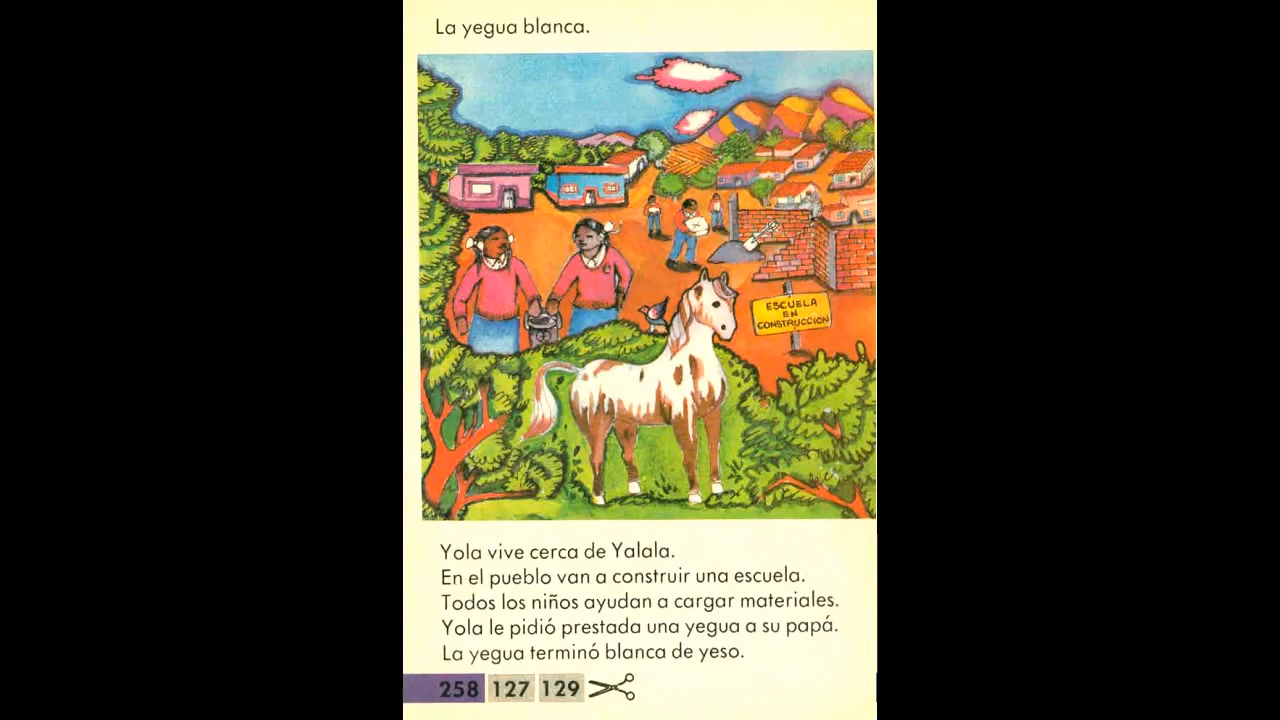 La yegua blanca.
ESCUELA
EN
CONSTRUCCION
Yola vive cerca de Yalala.
En el pueblo van a construir una escuela.
Todos los niños ayudan a cargar materiales.
Yola le pidió prestada una yegua a su papá.
La yegua terminó blanca de yeso.
258 127 129